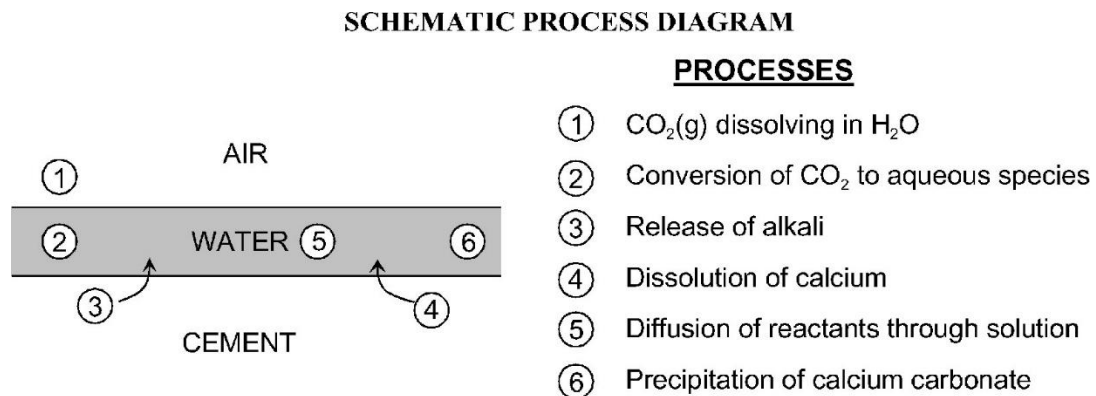 SCHEMATIC PROCESS DIAGRAM
PROCESSES
① CO₂(g) dissolving in H₂O
② Conversion of CO₂ to aqueous species
③ Release of alkali
④ Dissolution of calcium
⑤ Diffusion of reactants through solution
⑥ Precipitation of calcium carbonate
AIR
①
② WATER ⑤ ⑥
③ ④
CEMENT